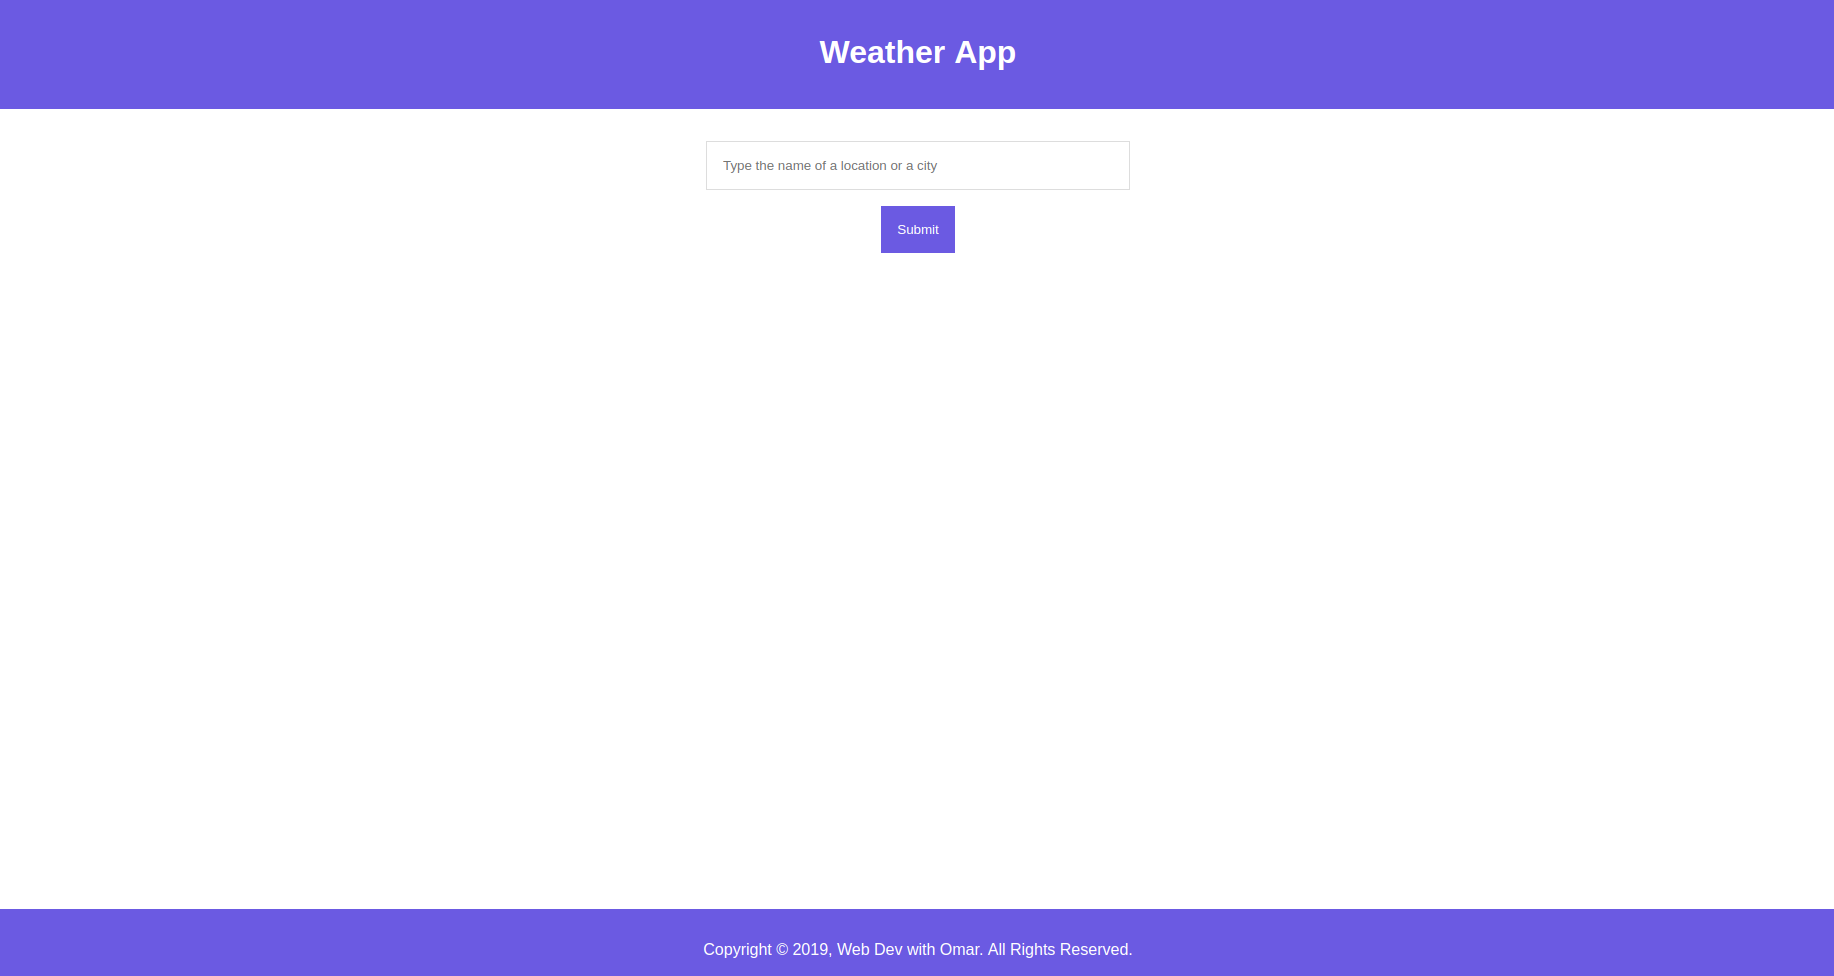 Weather App
Type the name of a location or a city
Submit
Copyright © 2019, Web Dev with Omar. All Rights Reserved.